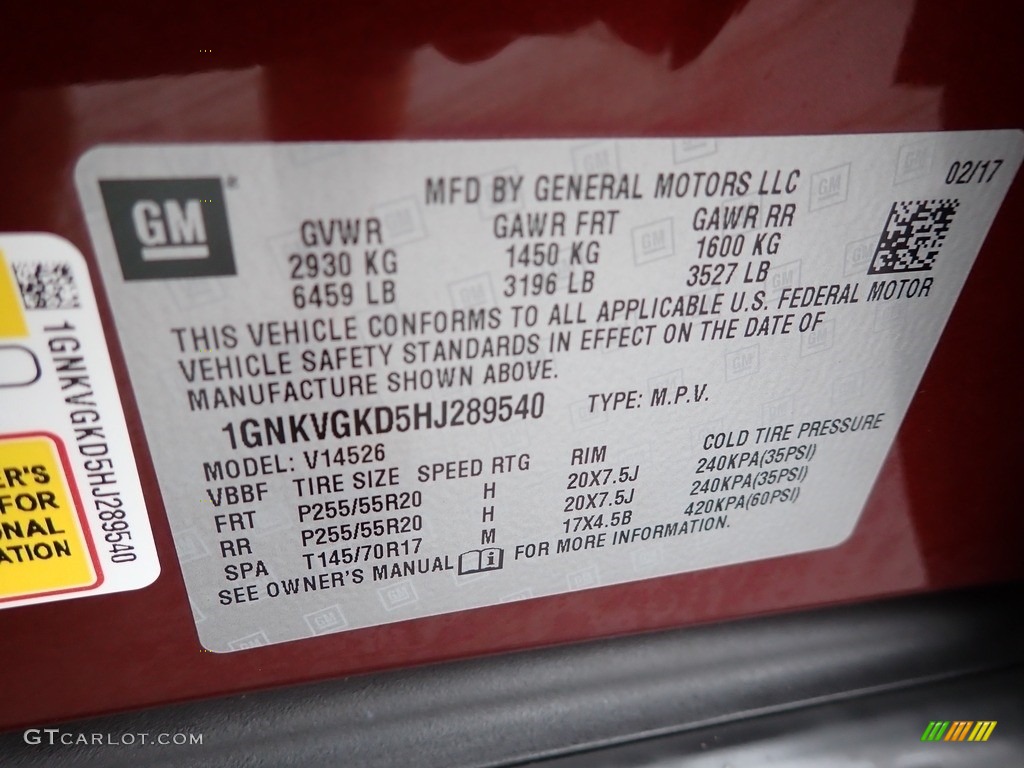 GM
MFD BY GENERAL MOTORS LLC
02/17
GVWR GAWR FRT GAWR RR
2930 KG 1450 KG 1600 KG
6459 LB 3196 LB 3527 LB
THIS VEHICLE CONFORMS TO ALL APPLICABLE U.S. FEDERAL MOTOR
VEHICLE SAFETY STANDARDS IN EFFECT ON THE DATE OF
MANUFACTURE SHOWN ABOVE.
1GNKVGKD5HJ289540 TYPE: M.P.V.
MODEL: V14526
VBBF TIRE SIZE SPEED RTG RIM COLD TIRE PRESSURE
FRT P255/55R20 H 20X7.5J 240KPA(35PSI)
RR P255/55R20 H 20X7.5J 240KPA(35PSI)
SPA T145/70R17 M 17X4.5B 420KPA(60PSI)
SEE OWNER'S MANUAL FOR MORE INFORMATION.
1GNKVGKD5HJ289540
ER'S
FOR
ONAL
ATION
GTCARLOT.COM